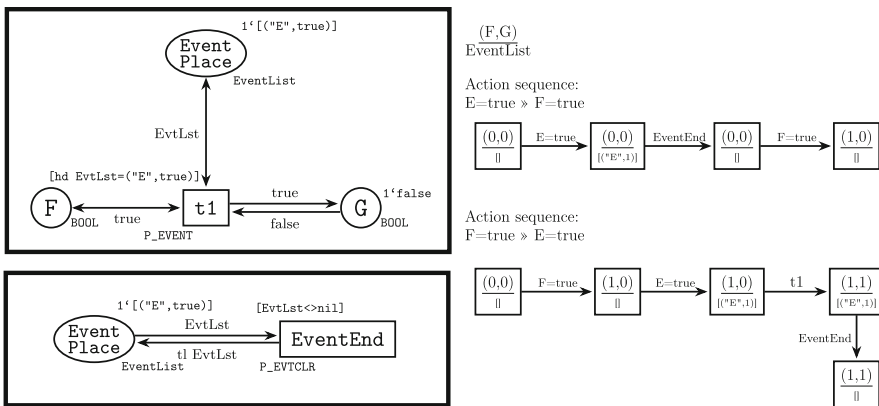 1‘[("E",true)]
Event
Place
EventList
EvtLst
[hd EvtLst=("E",true)]
F
BOOL
true
t1
P_EVENT
true
false
1‘false
G
BOOL
1‘[("E",true)]
Event
Place
EventList
EvtLst
tl EvtLst
[EvtLst<>nil]
EventEnd
P_EVTCLR
(F,G)
EventList
Action sequence:
E=true » F=true
(0,0)
[]
E=true
(0,0)
[("E",1)]
EventEnd
(0,0)
[]
F=true
(1,0)
[]
Action sequence:
F=true » E=true
(0,0)
[]
F=true
(1,0)
[]
E=true
(1,0)
[("E",1)]
t1
(1,1)
[("E",1)]
EventEnd
(1,1)
[]